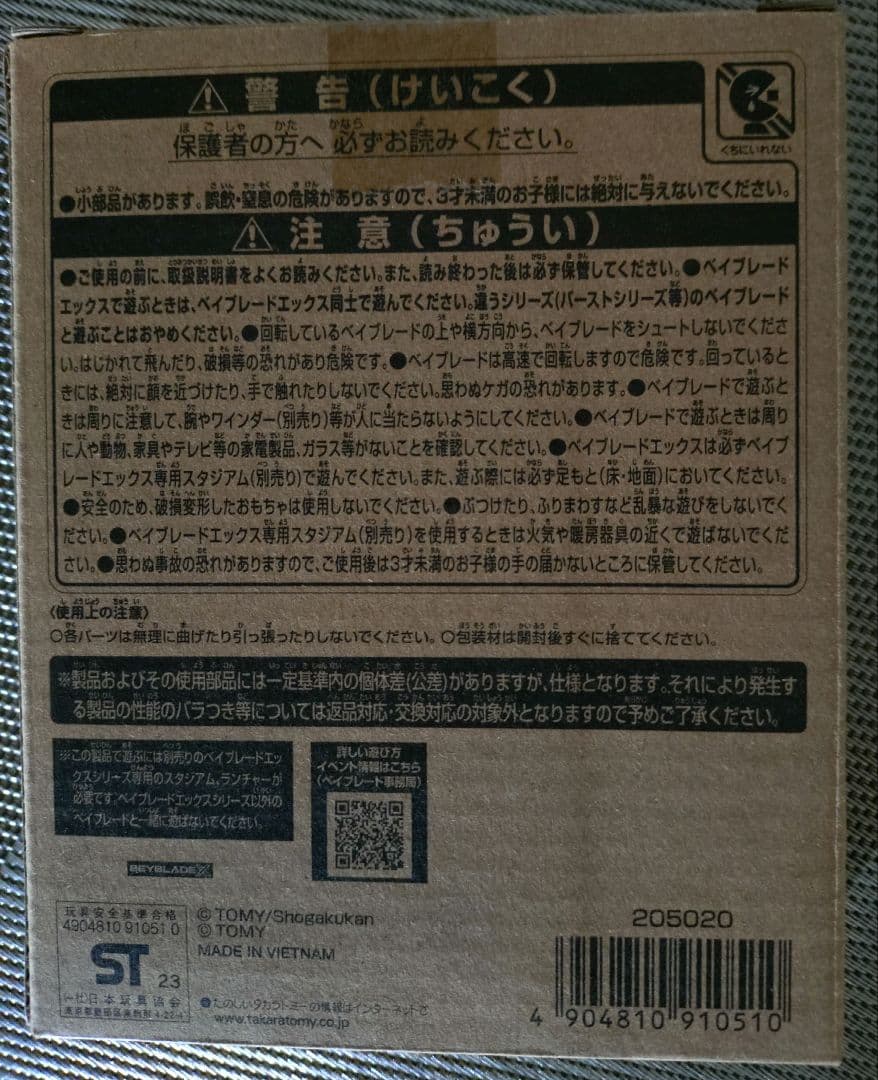 警告(けいこく)
くちにいれない
保護者の方へ 必ずお読みください。
●小部品があります。誤飲・窒息の危険がありますので、3才未満のお子様には絶対に与えないでください。
注意(ちゅうい)
●ご使用の前に、取扱説明書をよくお読みください。また、読み終わった後は必ず保管してください。●ベイブレード
エックスで遊ぶときは、ベイブレードエックス同士で遊んでください。違うシリーズ(バーストシリーズ等)のベイブレード
と遊ぶことはおやめください。●回転しているベイブレードの上や横方向から、ベイブレードをシュートしないでくださ
い。はじかれて飛んだり、破損等の恐れがあり危険です。●ベイブレードは高速で回転しますので危険です。回っていると
きには、絶対に顔を近づけたり、手で触れたりしないでください。思わぬケガの恐れがあります。●ベイブレードで遊ぶと
きは周りに注意して、腕やワインダー(別売り)等が人に当たらないようにしてください。●ベイブレードで遊ぶときは周り
に人や動物、家具やテレビ等の家電製品、ガラス等がないことを確認してください。●ベイブレードエックスは必ずベイブ
レードエックス専用スタジアム(別売り)で遊んでください。また、遊ぶ際には必ず足もと(床・地面)においてください。
●安全のため、破損変形したおもちゃは使用しないでください。●ぶつけたり、ふりまわすなど乱暴な遊びをしないでく
ださい。●ベイブレードエックス専用スタジアム(別売り)を使用するときは火気や暖房器具の近くで遊ばないでくだ
さい。●思わぬ事故の恐れがありますので、ご使用後は3才未満のお子様の手の届かないところに保管してください。
〈使用上の注意〉
○各パーツは無理に曲げたり引っ張ったりしないでください。○包装材は開封後すぐに捨ててください。
※製品およびその使用部品には一定基準内の個体差(公差)がありますが、仕様となります。それにより発生す
る製品の性能のバラつき等については返品対応・交換対応の対象外となりますので予めご了承ください。
※この製品で遊ぶには別売りのベイブレードエッ
クスシリーズ専用のスタジアム、ランチャーが
必要です。ベイブレードエックスシリーズ以外の
ベイブレードと一緒に遊ばないでください。
詳しい遊び方
イベント情報はこちら
(ベイブレード事務局)
BEYBLADE X
玩具安全基準合格
4904810 91051 0
ST 23
(一社)日本玩具協会
東京都墨田区東駒形4-22-4
© TOMY/Shogakukan
© TOMY
MADE IN VIETNAM
●たのしいタカラトミーの情報はインターネットで
www.takaratomy.co.jp
205020
4 904810 910510